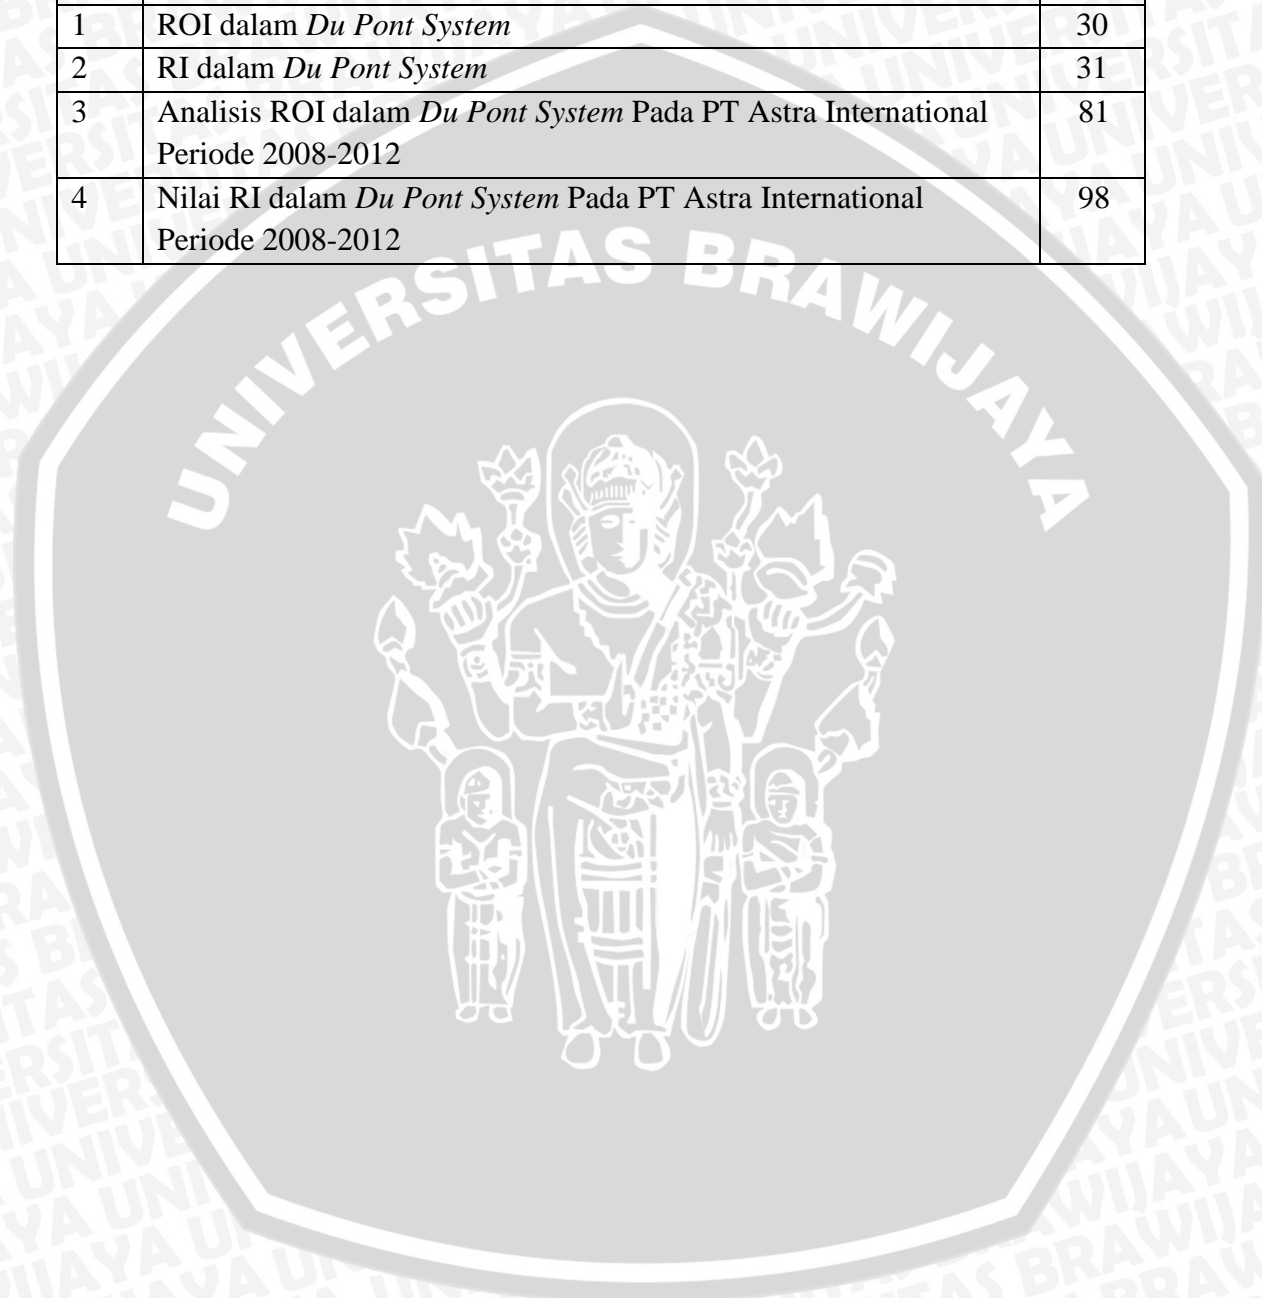 1 ROI dalam Du Pont System 30
2 RI dalam Du Pont System 31
3 Analisis ROI dalam Du Pont System Pada PT Astra International 81
Periode 2008-2012
4 Nilai RI dalam Du Pont System Pada PT Astra International 98
Periode 2008-2012
UNIVERSITAS BRAWIJAYA